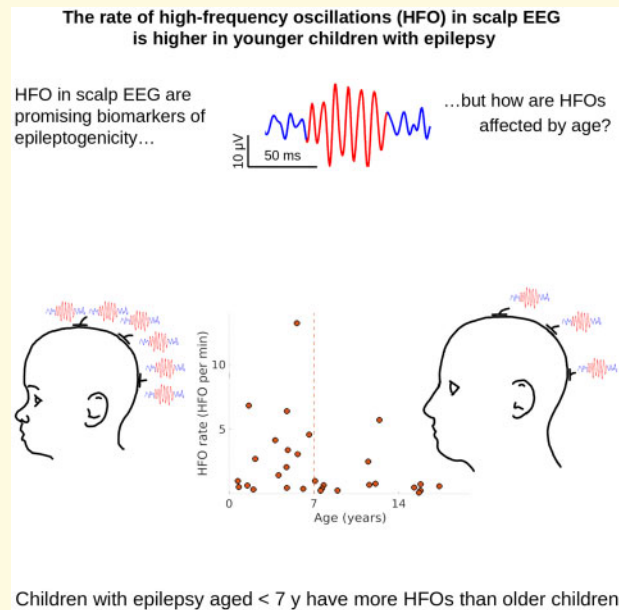 The rate of high-frequency oscillations (HFO) in scalp EEG
is higher in younger children with epilepsy
HFO in scalp EEG are
promising biomarkers of
epileptogenicity…
…but how are HFOs
affected by age?
10 μV
50 ms
HFO rate (HFO per min)
10
5
0
7
14
Age (years)
Children with epilepsy aged < 7 y have more HFOs than older children